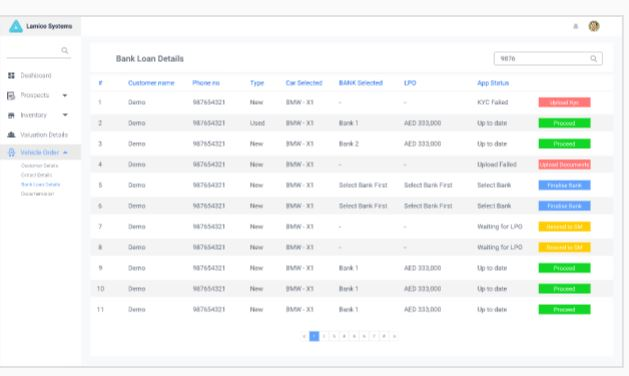 Lamico Systems
Bank Loan Details
9876
Dashboard
Prospects
Inventory
Valuation Details
Vehicle Order
Customer Details
Bank Loan Details
# Customer name Phone no Type Car Selected BANK Selected LPO App Status
1 Demo 987654321 New BMW - X1 - - KYC Failed Upload Kyc
2 Demo 987654321 Used BMW - X1 Bank 1 AED 333,000 Up to date Proceed
3 Demo 987654321 New BMW - X1 Bank 2 AED 333,000 Up to date Proceed
4 Demo 987654321 New BMW - X1 - - Upload Failed Upload Documents
5 Demo 987654321 New BMW - X1 Select Bank First Select Bank First Select Bank Finalise Bank
6 Demo 987654321 New BMW - X1 Select Bank First Select Bank First Select Bank Finalise Bank
7 Demo 987654321 New BMW - X1 - - Waiting for LPO Resend to SM
8 Demo 987654321 New BMW - X1 - - Waiting for LPO Resend to SM
9 Demo 987654321 New BMW - X1 Bank 1 AED 333,000 Up to date Proceed
10 Demo 987654321 New BMW - X1 Bank 1 AED 333,000 Up to date Proceed
11 Demo 987654321 New BMW - X1 Bank 1 AED 333,000 Up to date Proceed
« 1 2 3 4 5 6 7 8 »